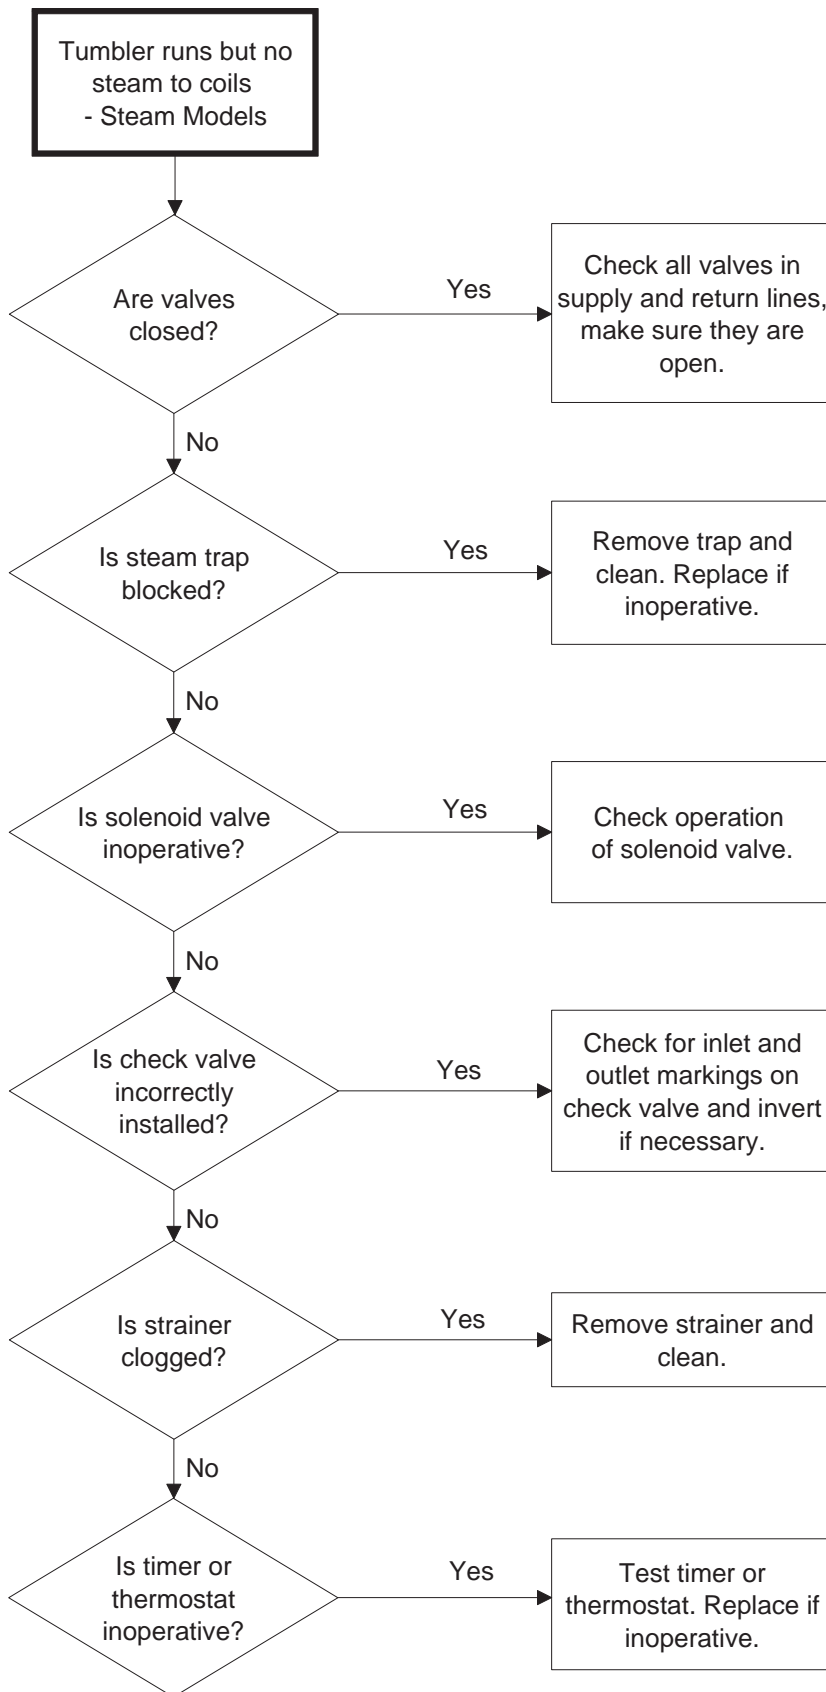 Tumbler runs but no
steam to coils
- Steam Models
Are valves
closed?
Yes
Check all valves in
supply and return lines,
make sure they are
open.
No
Is steam trap
blocked?
Yes
Remove trap and
clean. Replace if
inoperative.
No
Is solenoid valve
inoperative?
Yes
Check operation
of solenoid valve.
No
Is check valve
incorrectly
installed?
Yes
Check for inlet and
outlet markings on
check valve and invert
if necessary.
No
Is strainer
clogged?
Yes
Remove strainer and
clean.
No
Is timer or
thermostat
inoperative?
Yes
Test timer or
thermostat. Replace if
inoperative.